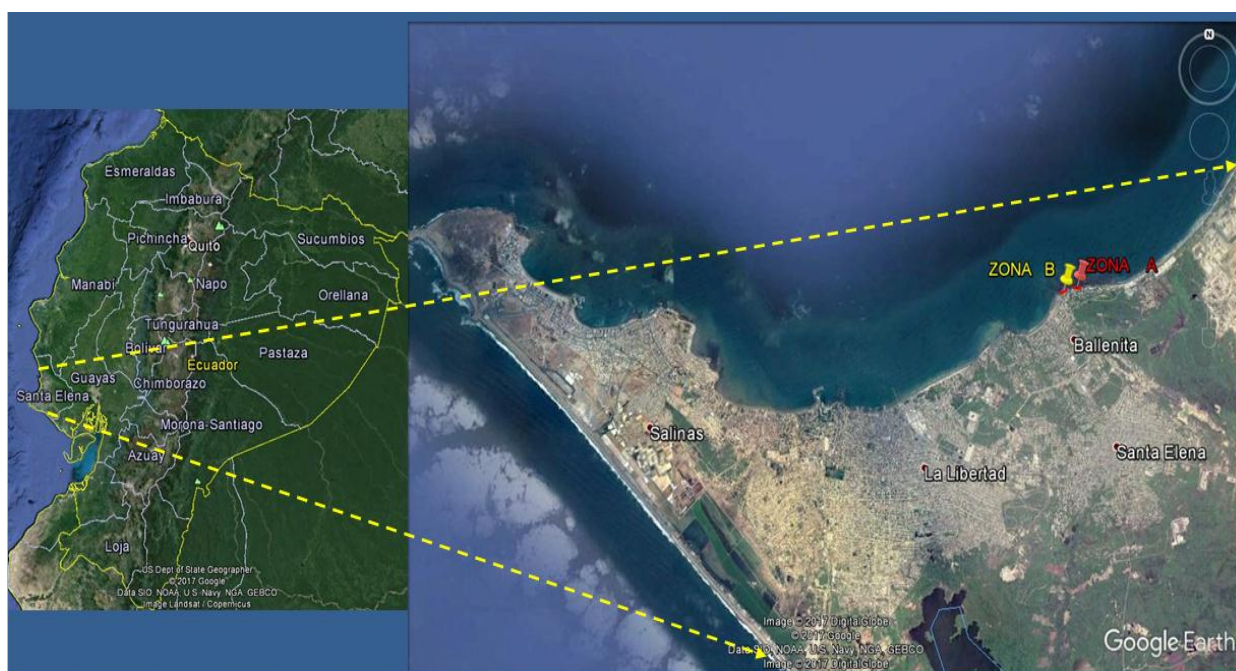 Esmeraldas
Imbabura
Pichincha
Quito
Sucumbios
Manabi
Napo
Orellana
Tungurahua
Bolivar
Pastaza
Ecuador
Guayas
Chimborazo
Santa Elena
Morona-Santiago
Azuay
Loja
US Dept of State Geographer
© 2017 Google
Data SIO, NOAA, U.S. Navy, NGA, GEBCO
Image Landsat / Copernicus
N
ZONA B ZONA A
Ballenita
Salinas
Santa Elena
La Libertad
Image © 2017 DigitalGlobe
© 2017 Google
Data SIO, NOAA, U.S. Navy, NGA, GEBCO
Image © 2017 DigitalGlobe
Google Earth